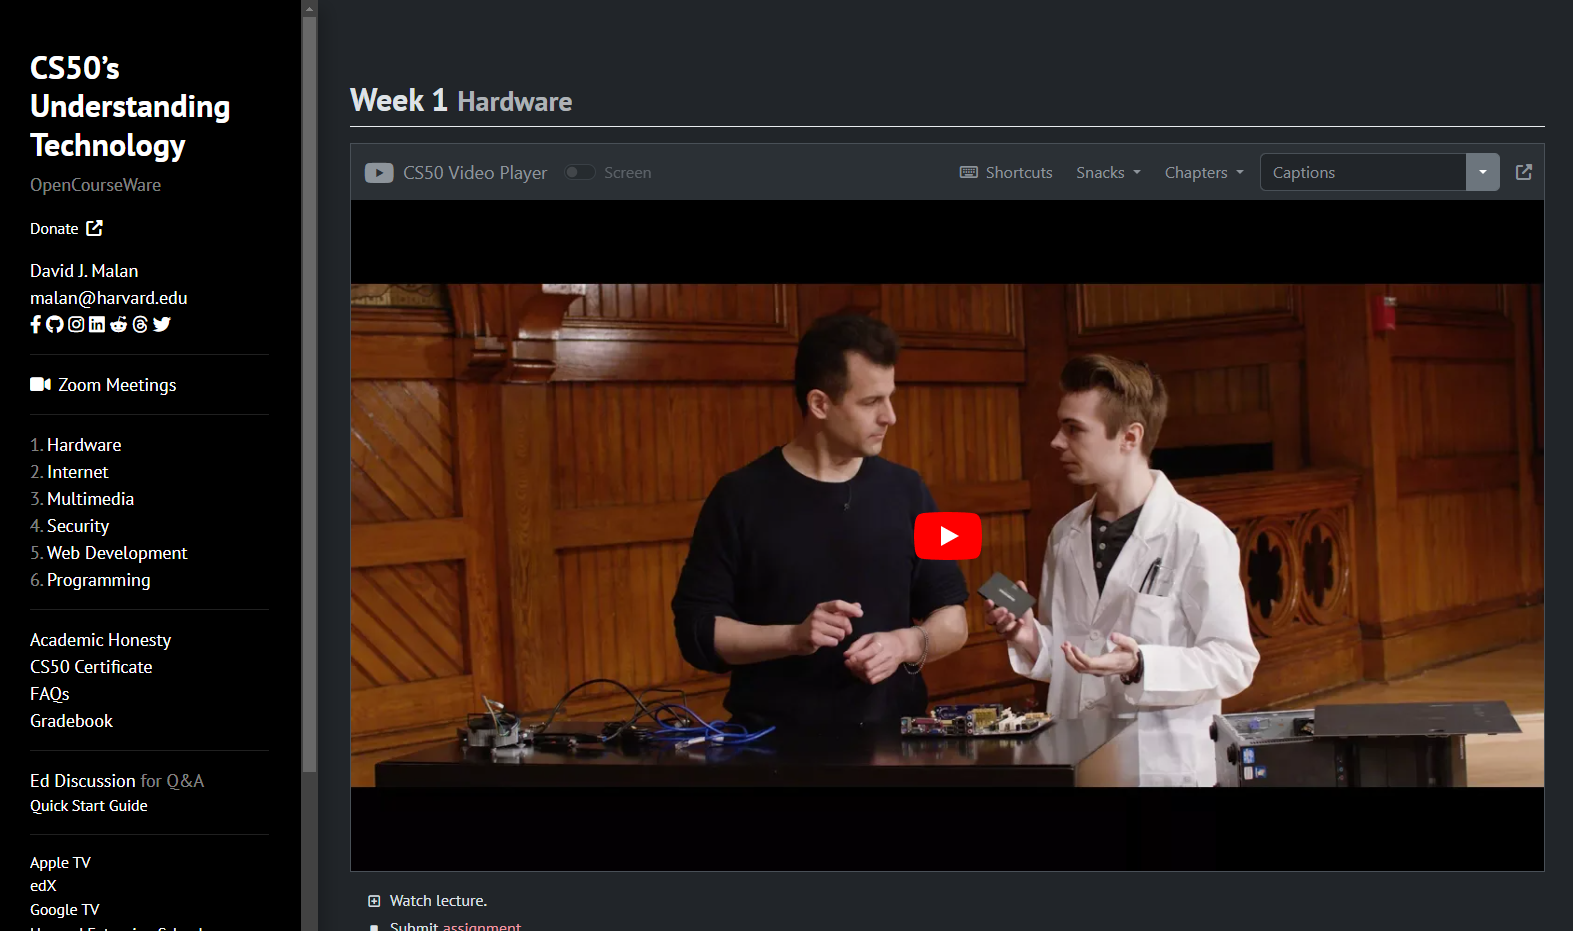 CS50’s
Understanding
Technology
OpenCourseWare
Donate
David J. Malan
malan@harvard.edu
Zoom Meetings
1. Hardware
2. Internet
3. Multimedia
4. Security
5. Web Development
6. Programming
Academic Honesty
CS50 Certificate
FAQs
Gradebook
Ed Discussion for Q&A
Quick Start Guide
Apple TV
edX
Google TV
Week 1 Hardware
CS50 Video Player Screen Shortcuts Snacks Chapters Captions
Watch lecture.
Submit assignment